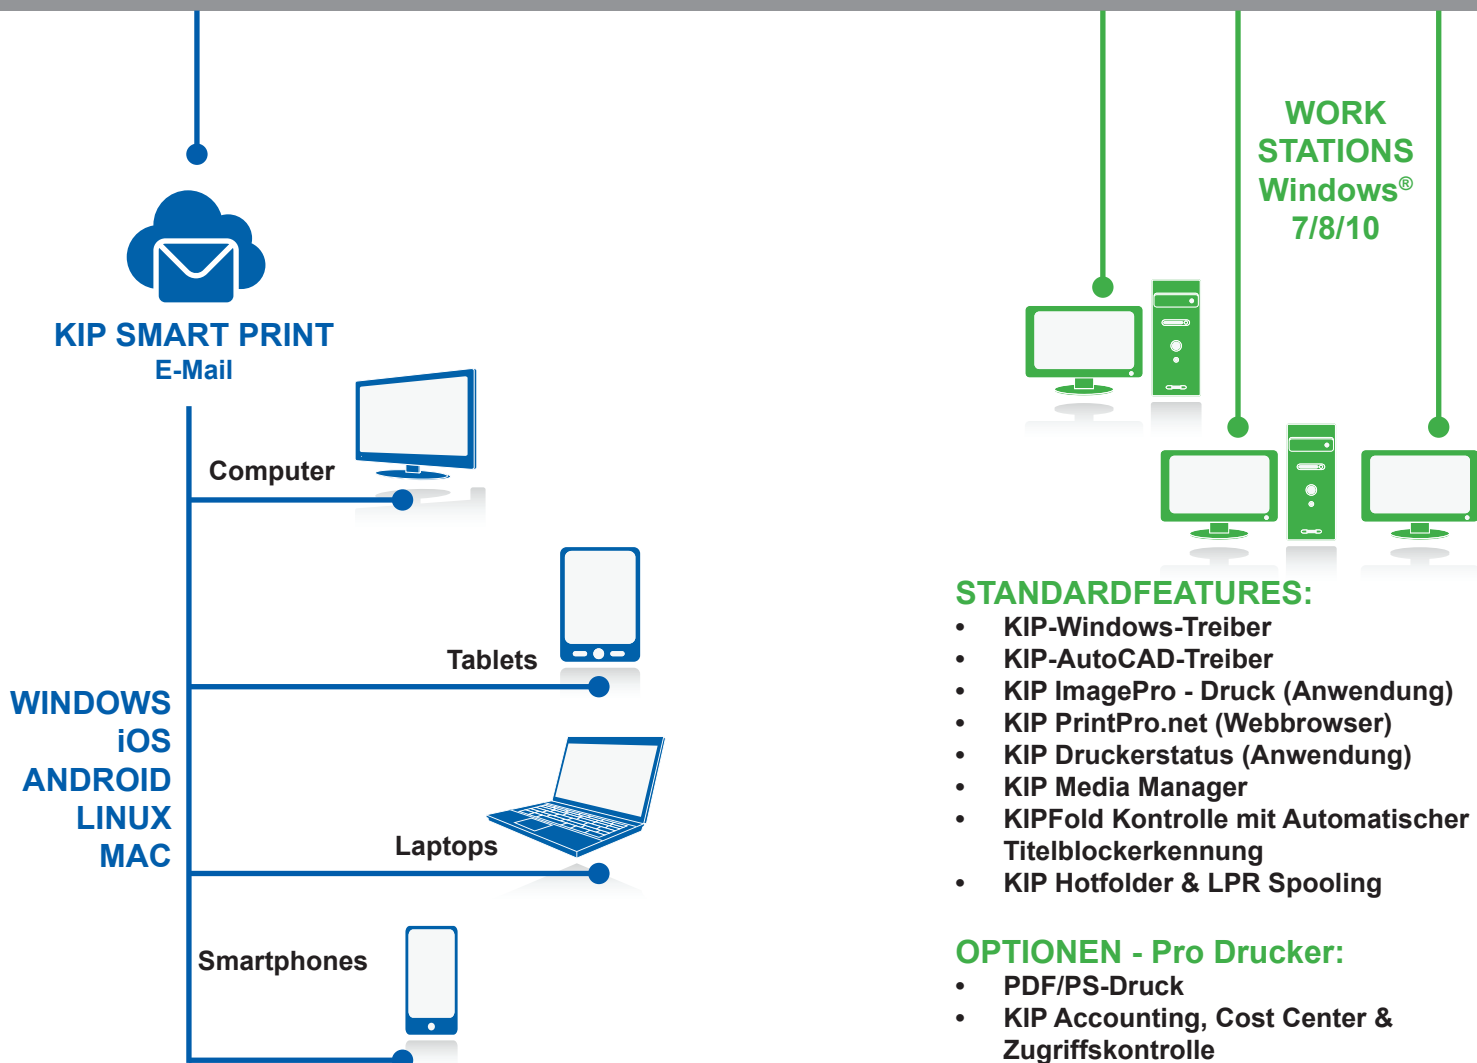 KIP SMART PRINT
E-Mail
Computer
Tablets
WINDOWS
iOS
ANDROID
LINUX
MAC
Laptops
Smartphones
WORK
STATIONS
Windows®
7/8/10
STANDARDFEATURES:
• KIP-Windows-Treiber
• KIP-AutoCAD-Treiber
• KIP ImagePro - Druck (Anwendung)
• KIP PrintPro.net (Webbrowser)
• KIP Druckerstatus (Anwendung)
• KIP Media Manager
• KIPFold Kontrolle mit Automatischer
Titelblockerkennung
• KIP Hotfolder & LPR Spooling
OPTIONEN - Pro Drucker:
• PDF/PS-Druck
• KIP Accounting, Cost Center &
Zugriffskontrolle